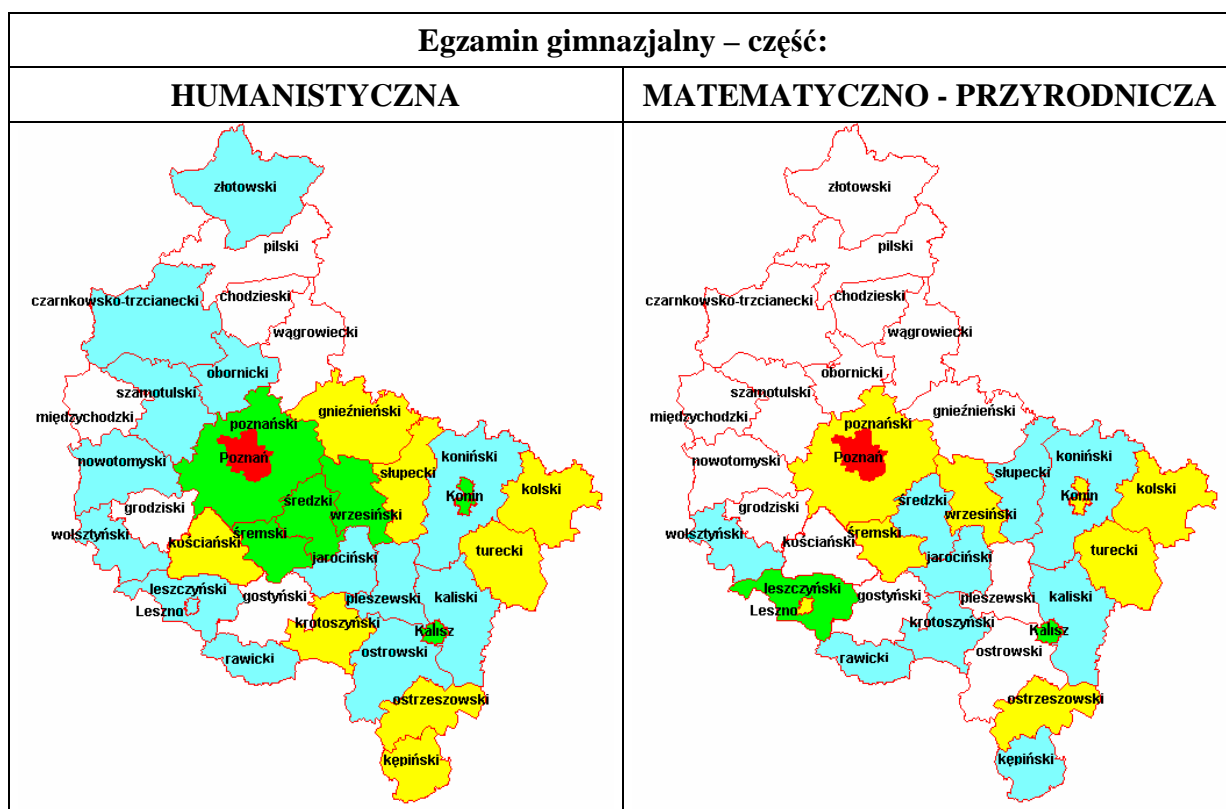 Egzamin gimnazjalny – część:
HUMANISTYCZNA
MATEMATYCZNO - PRZYRODNICZA
złotowski
pilski
czarnkowsko-trzcianecki
chodzieski
wągrowiecki
obornicki
szamotulski
międzychodzki
gnieźnieński
poznański
nowotomyski
Poznań
słupecki
koniński
kolski
Konin
grodziski
średzki
wrzesiński
wolsztyński
kościański
śremski
jarociński
turecki
leszczyński
Leszno
gostyński
pleszewski
kaliski
krotoszyński
Kalisz
rawicki
ostrowski
ostrzeszowski
kępiński
złotowski
pilski
czarnkowsko-trzcianecki
chodzieski
wągrowiecki
obornicki
szamotulski
międzychodzki
gnieźnieński
poznański
nowotomyski
Poznań
słupecki
koniński
kolski
Konin
grodziski
średzki
wrzesiński
wolsztyński
kościański
śremski
jarociński
turecki
leszczyński
Leszno
gostyński
pleszewski
kaliski
krotoszyński
Kalisz
rawicki
ostrowski
ostrzeszowski
kępiński